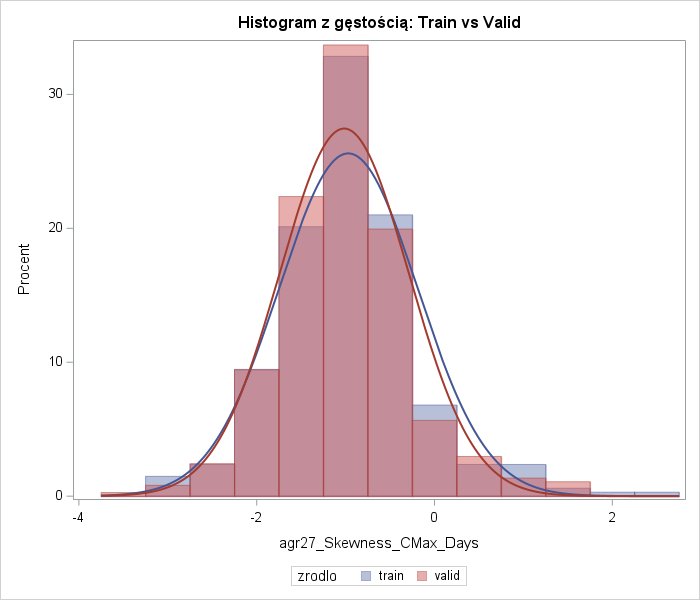 Histogram z gęstością: Train vs Valid
30
20
10
0
Procent
-4 -2 0 2
agr27_Skewness_CMax_Days
zrodlo train valid